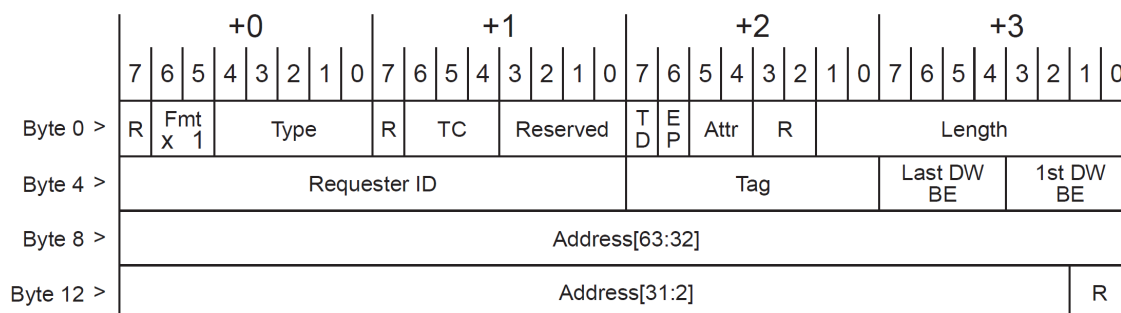 +0 +1 +2 +3
7 6 5 4 3 2 1 0 7 6 5 4 3 2 1 0 7 6 5 4 3 2 1 0 7 6 5 4 3 2 1 0
Byte 0 > R Fmt x 1 Type R TC Reserved TD EP Attr R Length
Byte 4 > Requester ID Tag Last DW BE 1st DW BE
Byte 8 > Address[63:32]
Byte 12 > Address[31:2] R